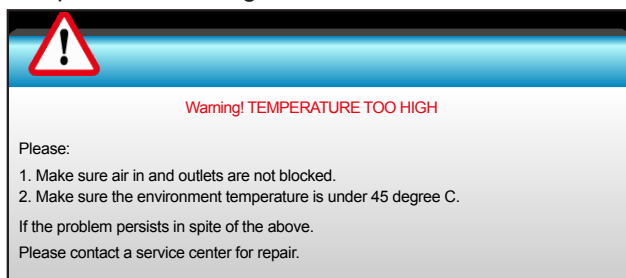 Warning! TEMPERATURE TOO HIGH
Please:
1. Make sure air in and outlets are not blocked.
2. Make sure the environment temperature is under 45 degree C.
If the problem persists in spite of the above.
Please contact a service center for repair.